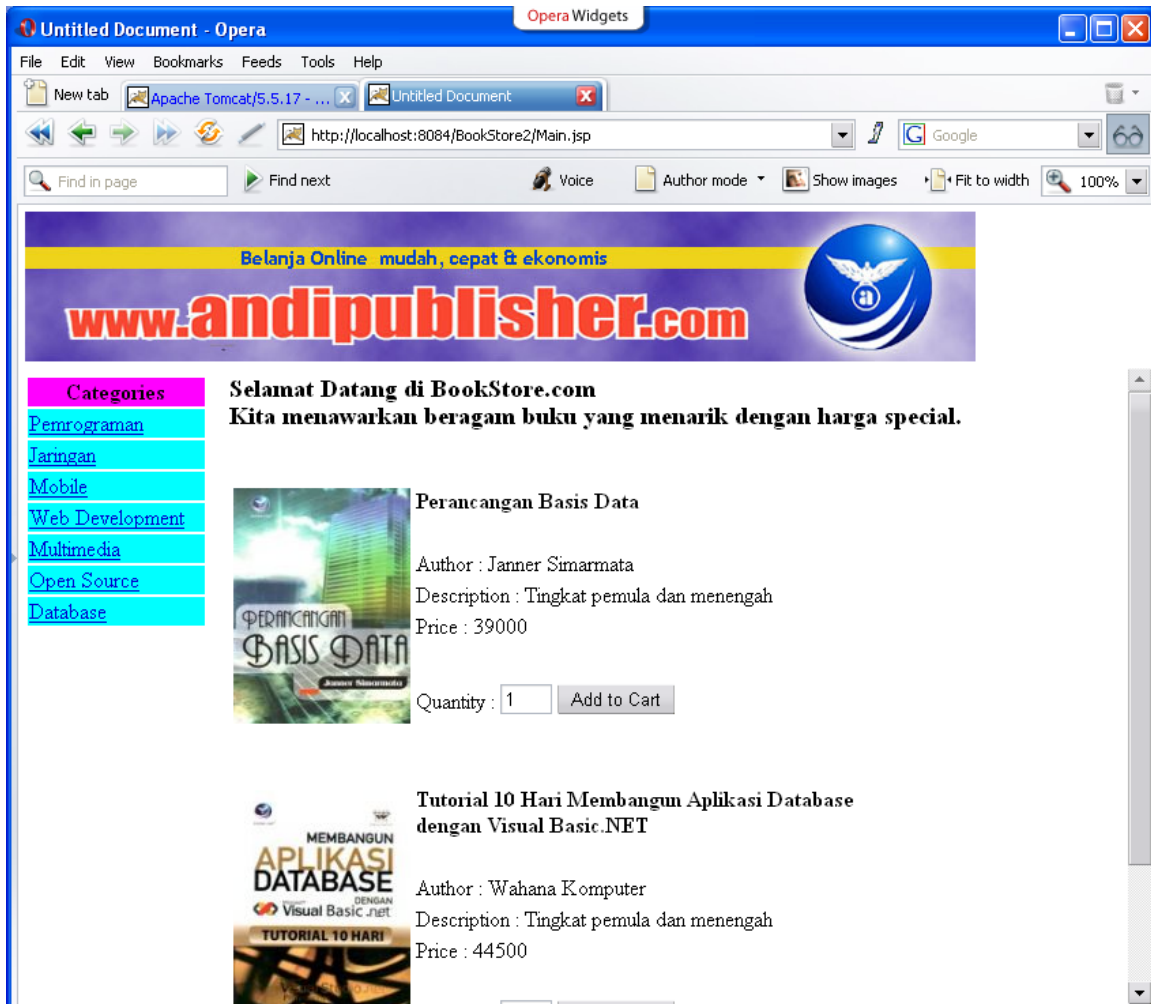 Opera Widgets
Untitled Document - Opera
File Edit View Bookmarks Feeds Tools Help
New tab Apache Tomcat/5.5.17 - ... Untitled Document
http://localhost:8084/BookStore2/Main.jsp G Google
Find in page Find next Voice Author mode Show images Fit to width 100%
Belanja Online mudah, cepat & ekonomis
www.andipublisher.com
a
Categories
Pemrograman
Jaringan
Mobile
Web Development
Multimedia
Open Source
Database
Selamat Datang di BookStore.com
Kita menawarkan beragam buku yang menarik dengan harga special.
PERANCANGAN
BASIS DATA
Janner Simarmata
Perancangan Basis Data
Author : Janner Simarmata
Description : Tingkat pemula dan menengah
Price : 39000
Quantity : 1 Add to Cart
MEMBANGUN
APLIKASI
DATABASE
DENGAN
Visual Basic .net
TUTORIAL 10 HARI
Tutorial 10 Hari Membangun Aplikasi Database
dengan Visual Basic.NET
Author : Wahana Komputer
Description : Tingkat pemula dan menengah
Price : 44500